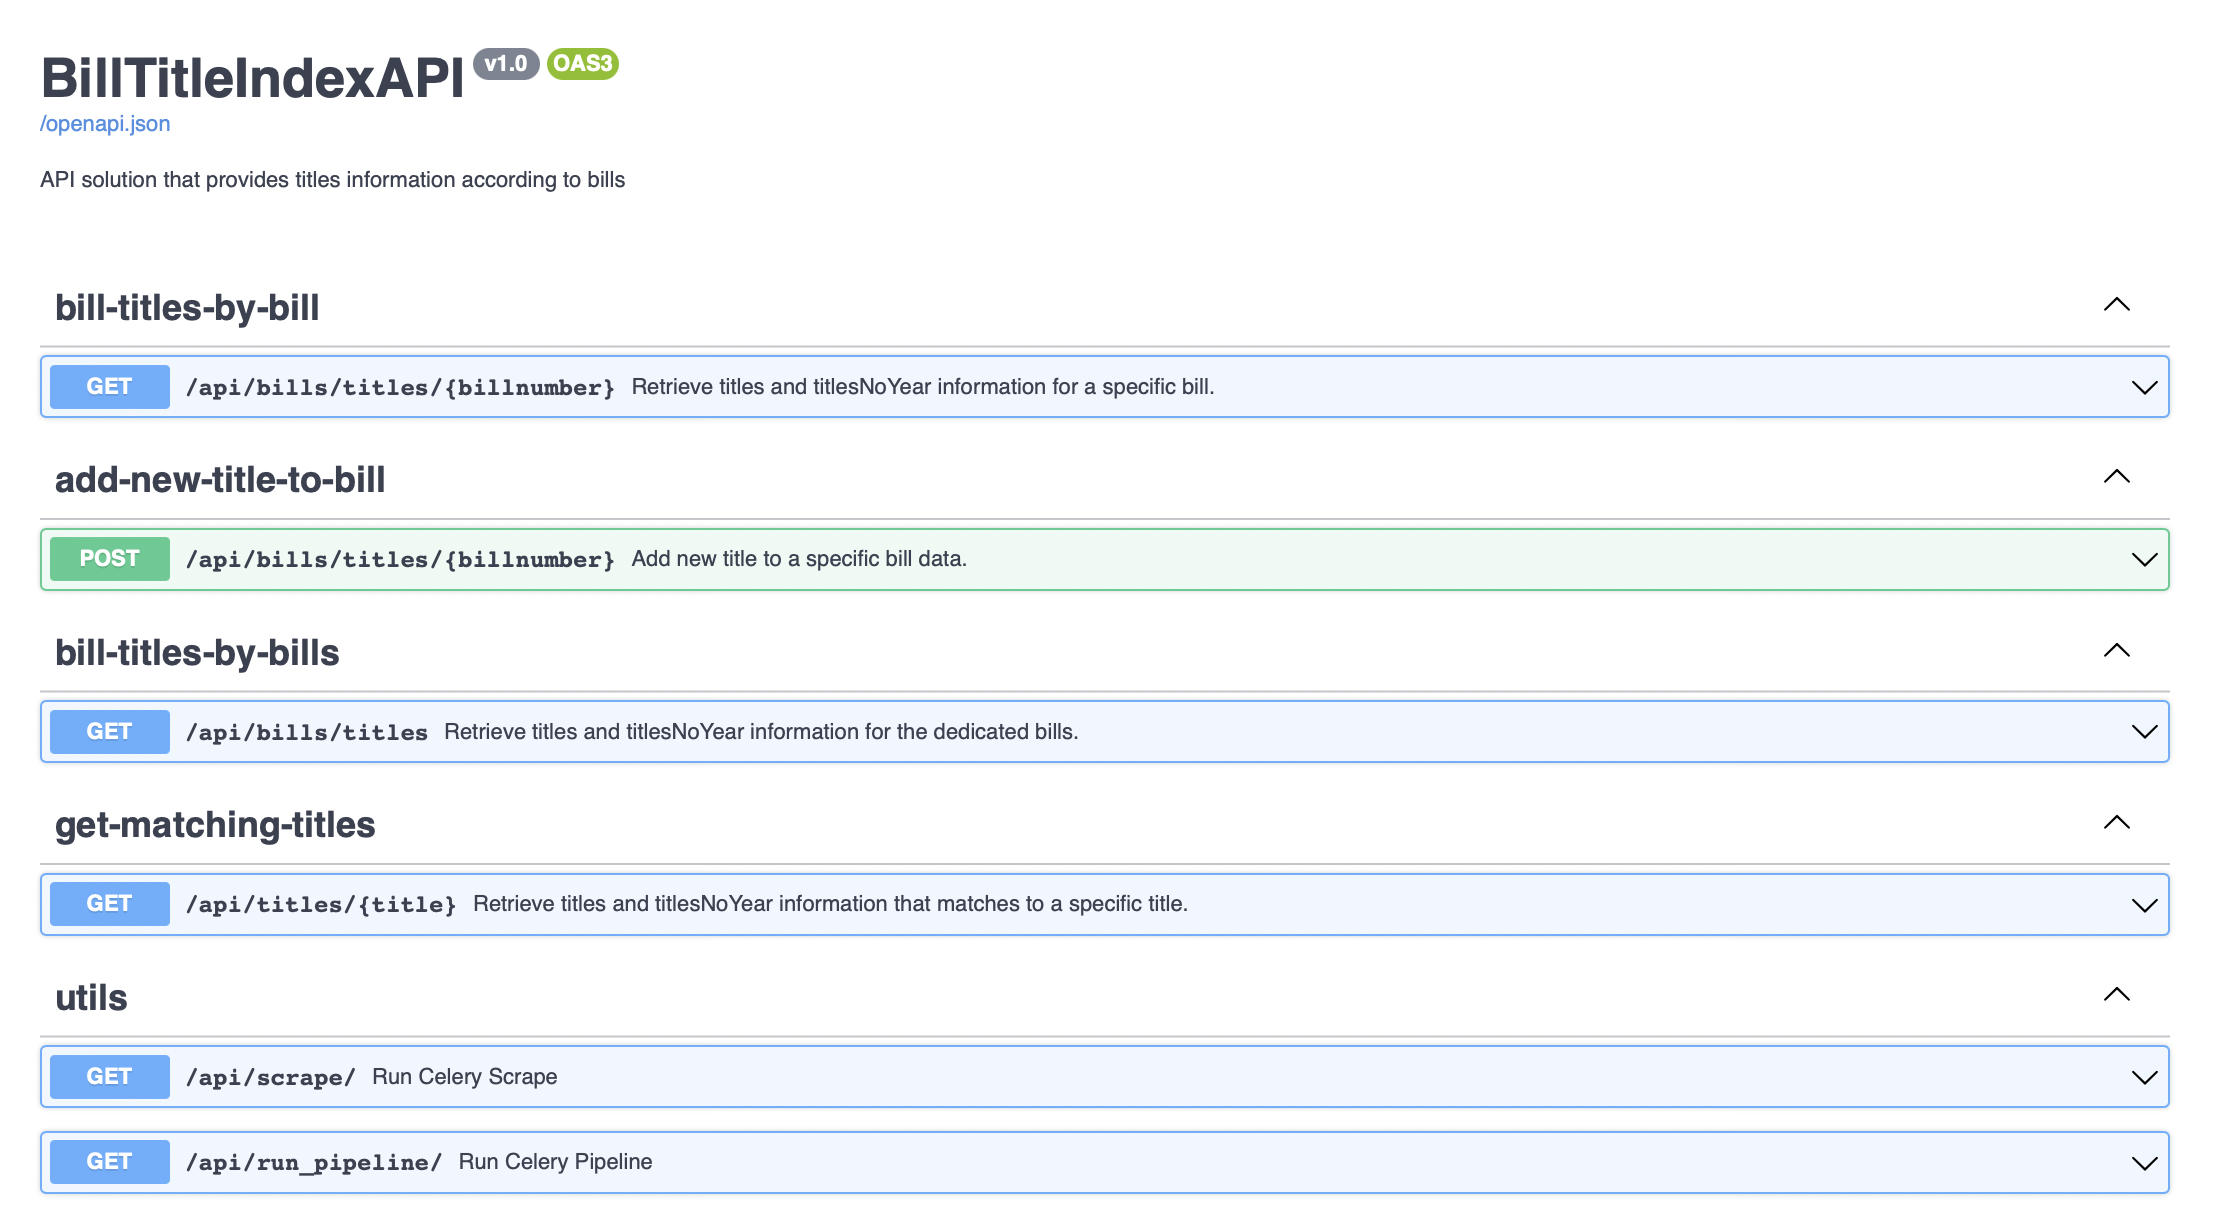 BillTitleIndexAPI v1.0 OAS3
/openapi.json
API solution that provides titles information according to bills
bill-titles-by-bill
GET /api/bills/titles/{billnumber} Retrieve titles and titlesNoYear information for a specific bill.
add-new-title-to-bill
POST /api/bills/titles/{billnumber} Add new title to a specific bill data.
bill-titles-by-bills
GET /api/bills/titles Retrieve titles and titlesNoYear information for the dedicated bills.
get-matching-titles
GET /api/titles/{title} Retrieve titles and titlesNoYear information that matches to a specific title.
utils
GET /api/scrape/ Run Celery Scrape
GET /api/run_pipeline/ Run Celery Pipeline